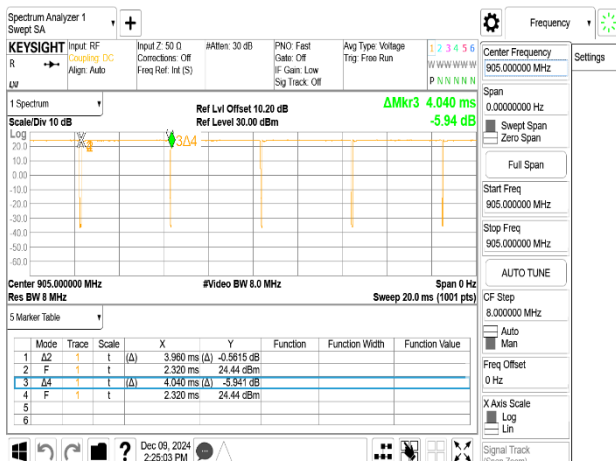 Spectrum Analyzer 1
Swept SA
+
Frequency
KEYSIGHT
R
Input: RF
Coupling: DC
Align: Auto
Input Z: 50 Ω
Corrections: Off
Freq Ref: Int (S)
#Atten: 30 dB
PNO: Fast
Gate: Off
IF Gain: Low
Sig Track: Off
Avg Type: Voltage
Trig: Free Run
1 2 3 4 5 6
W W W W W W
P N N N N N
1 Spectrum
Scale/Div 10 dB
Ref Lvl Offset 10.20 dB
Ref Level 30.00 dBm
ΔMkr3 4.040 ms
-5.94 dB
Log
20.0
10.0
0.00
-10.0
-20.0
-30.0
-40.0
-50.0
-60.0
3Δ4
Center 905.000000 MHz
Res BW 8 MHz
#Video BW 8.0 MHz
Span 0 Hz
Sweep 20.0 ms (1001 pts)
5 Marker Table
Mode Trace Scale X Y Function Function Width Function Value
1 Δ2 1 t (Δ) 3.960 ms (Δ) -0.5615 dB
2 F 1 t 2.320 ms 24.44 dBm
3 Δ4 1 t (Δ) 4.040 ms (Δ) -5.941 dB
4 F 1 t 2.320 ms 24.44 dBm
5
6
?
Dec 09, 2024
2:25:03 PM
Center Frequency
905.000000 MHz
Settings
Span
0.00000000 Hz
Swept Span
Zero Span
Full Span
Start Freq
905.000000 MHz
Stop Freq
905.000000 MHz
AUTO TUNE
CF Step
8.000000 MHz
Auto
Man
Freq Offset
0 Hz
X Axis Scale
Log
Lin
Signal Track